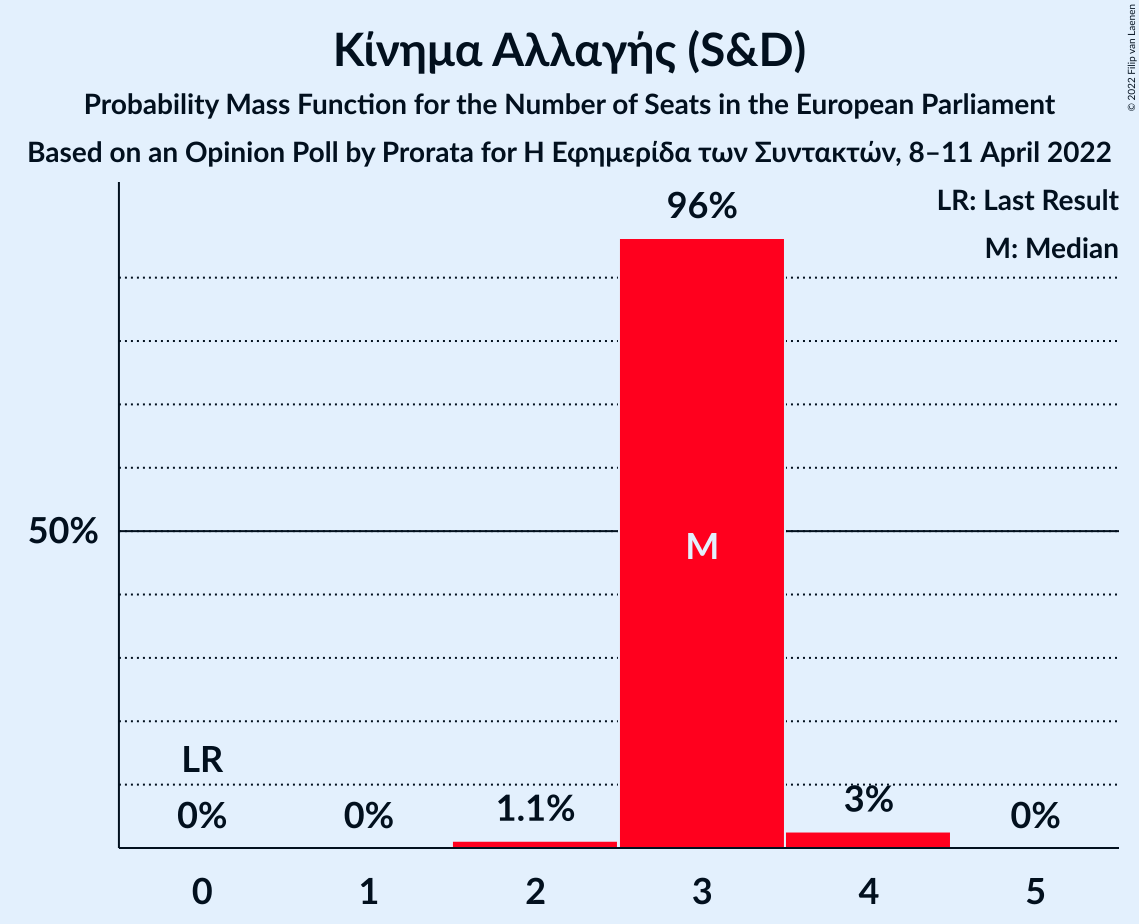 Κίνημα Αλλαγής (S&D)
Probability Mass Function for the Number of Seats in the European Parliament
Based on an Opinion Poll by Prorata for Η Εφημερίδα των Συντακτών, 8–11 April 2022
© 2022 Filip van Laenen
LR: Last Result
M: Median
96%
50%
M
LR
0%
0%
1.1%
3%
0%
0
1
2
3
4
5